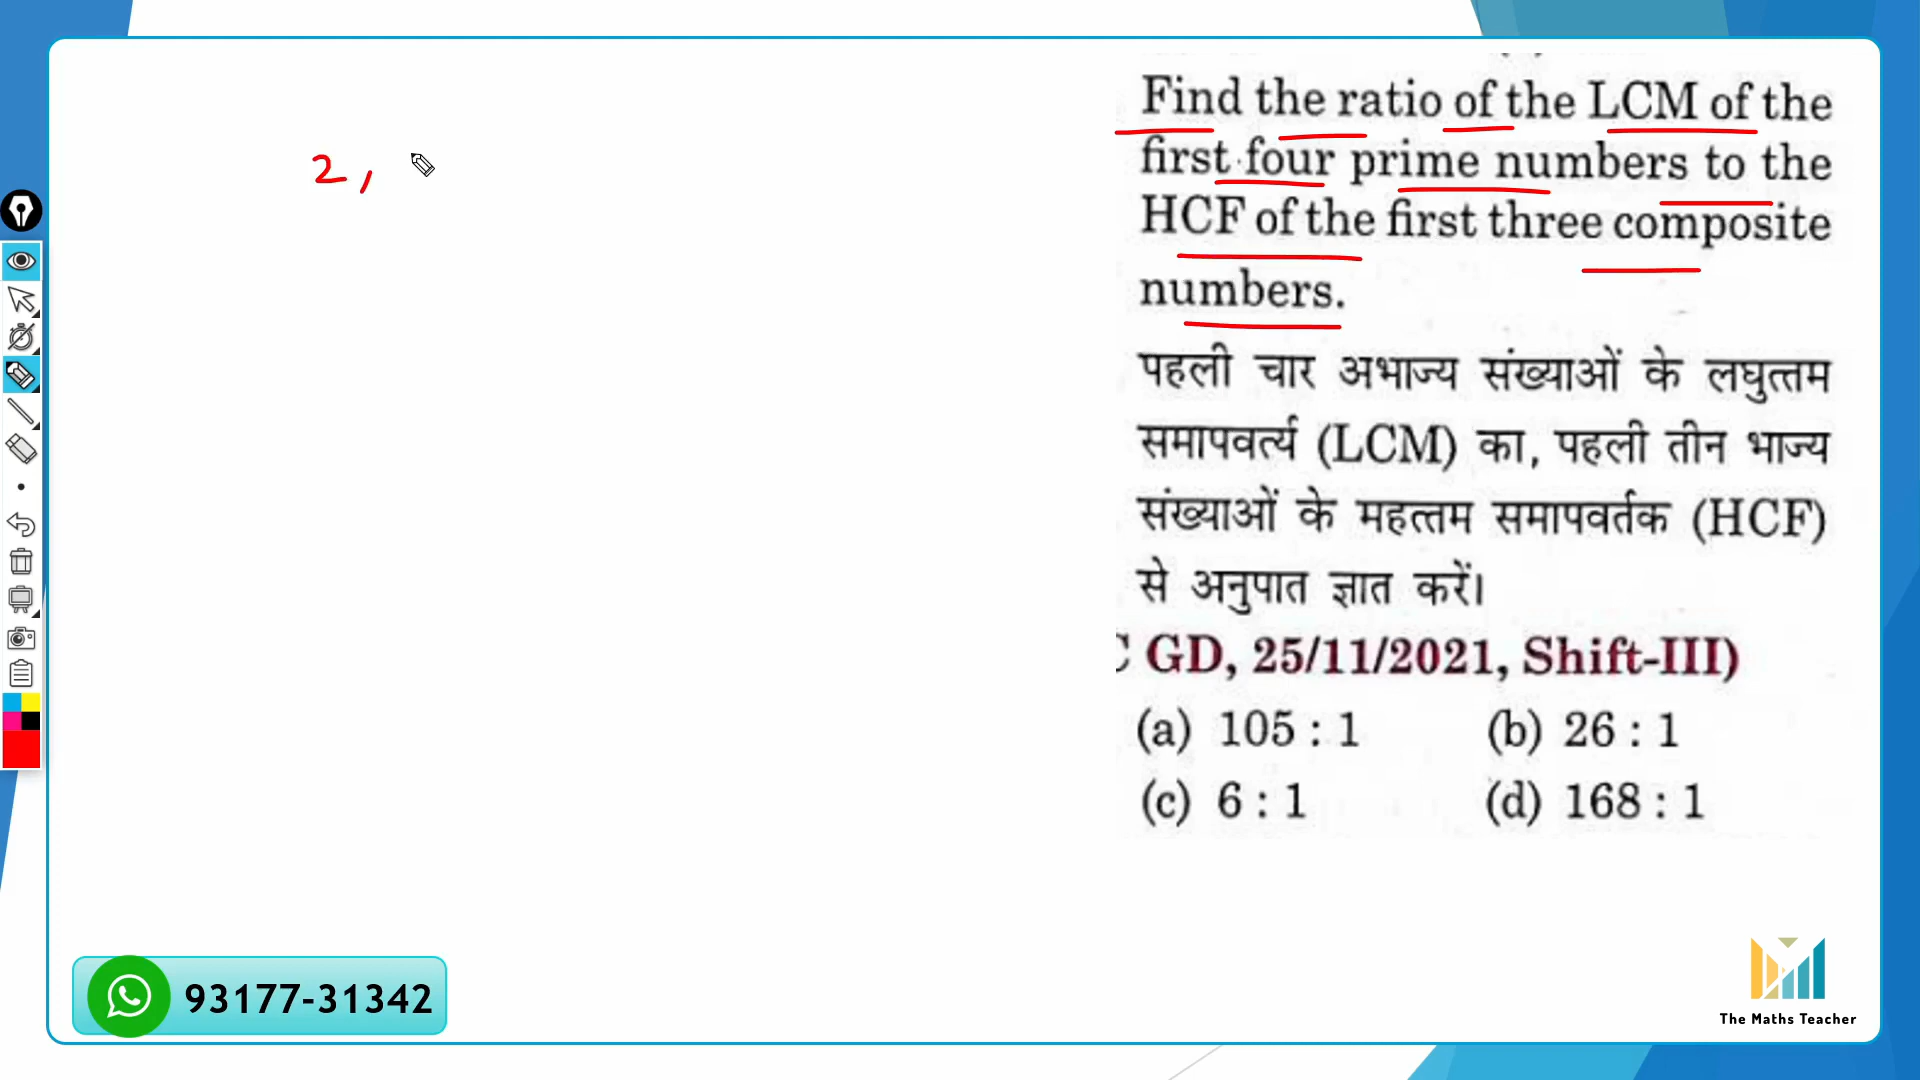 2,
Find the ratio of the LCM of the
first four prime numbers to the
HCF of the first three composite
numbers.
पहली चार अभाज्य संख्याओं के लघुत्तम
समापवर्त्य (LCM) का, पहली तीन भाज्य
संख्याओं के महत्तम समापवर्तक (HCF)
से अनुपात ज्ञात करें।
GD, 25/11/2021, Shift-III)
(a) 105 : 1 (b) 26 : 1
(c) 6 : 1 (d) 168 : 1
93177-31342
The Maths Teacher